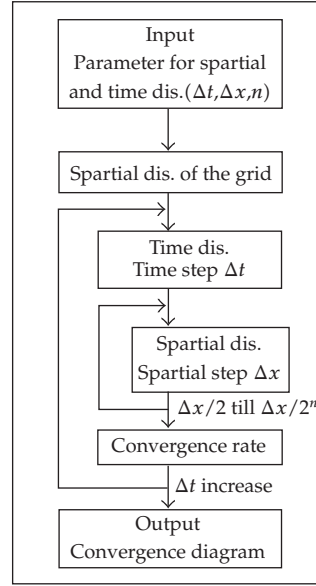 Input
Parameter for spartial
and time dis.(Δt,Δx,n)
Spartial dis. of the grid
Time dis.
Time step Δt
Spartial dis.
Spartial step Δx
Δx/2 till Δx/2ⁿ
Convergence rate
Δt increase
Output
Convergence diagram